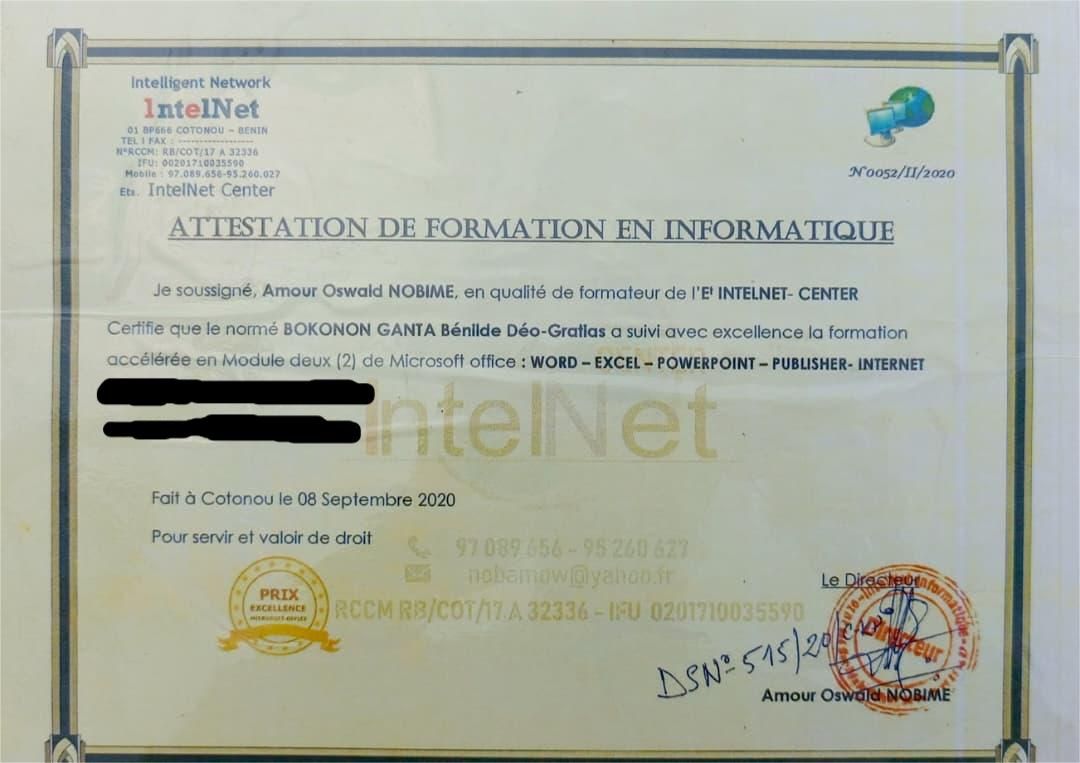 Intelligent Network
IntelNet
01 BP666 COTONOU – BENIN
TEL I FAX : ------------------
N°RCCM: RB/COT/17 A 32336
IFU: 00201710035590
Mobile : 97.089.656-95.260.027
Ets. IntelNet Center
N°0052/II/2020
ATTESTATION DE FORMATION EN INFORMATIQUE
Je soussigné, Amour Oswald NOBIME, en qualité de formateur de l'Et INTELNET- CENTER
Certifie que le normé BOKONON GANTA Bénilde Déo-Gratias a suivi avec excellence la formation
accélérée en Module deux (2) de Microsoft office : WORD – EXCEL – POWERPOINT – PUBLISHER- INTERNET
CENTER
IntelNet
Fait à Cotonou le 08 Septembre 2020
Pour servir et valoir de droit
97 089 656 - 95 260 627
nobamow@yahoo.fr
RCCM RB/COT/17 A 32336 - IFU 0201710035590
PRIX
EXCELLENCE
Le Directeur
Directeur
DSN° 515/20/
Amour Oswald NOBIME